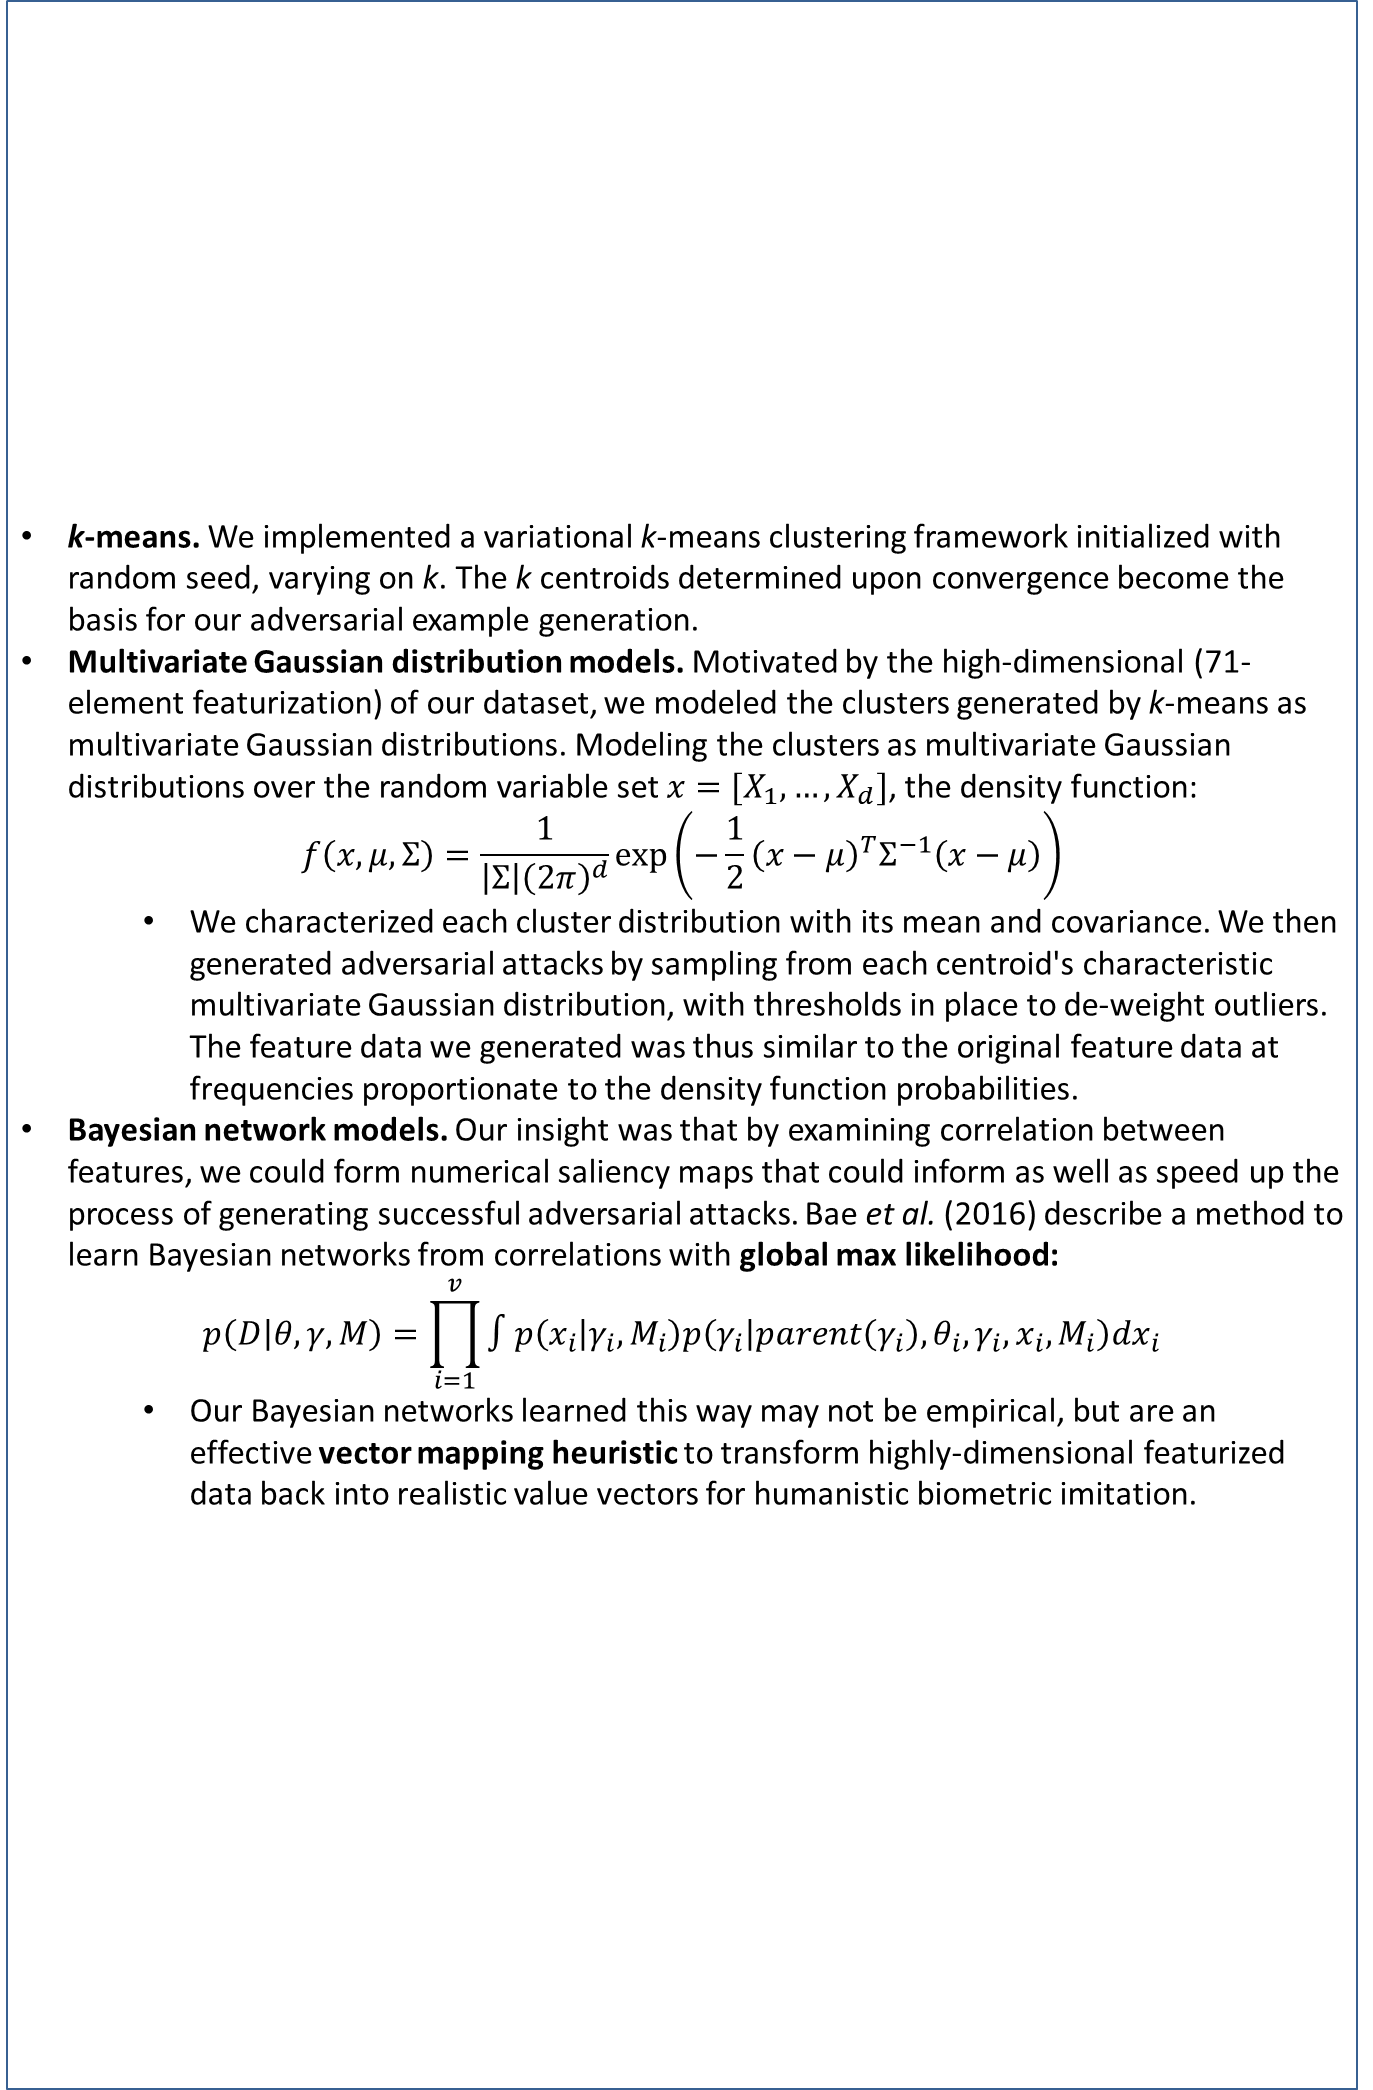 • k-means. We implemented a variational k-means clustering framework initialized with
random seed, varying on k. The k centroids determined upon convergence become the
basis for our adversarial example generation.
• Multivariate Gaussian distribution models. Motivated by the high-dimensional (71-
element featurization) of our dataset, we modeled the clusters generated by k-means as
multivariate Gaussian distributions. Modeling the clusters as multivariate Gaussian
distributions over the random variable set x = [X₁, …, X_d], the density function:
f(x, μ, Σ) = 1/(|Σ|(2π)^d) exp(−1/2 (x − μ)^T Σ^−1 (x − μ))
• We characterized each cluster distribution with its mean and covariance. We then
generated adversarial attacks by sampling from each centroid's characteristic
multivariate Gaussian distribution, with thresholds in place to de-weight outliers.
The feature data we generated was thus similar to the original feature data at
frequencies proportionate to the density function probabilities.
• Bayesian network models. Our insight was that by examining correlation between
features, we could form numerical saliency maps that could inform as well as speed up the
process of generating successful adversarial attacks. Bae et al. (2016) describe a method to
learn Bayesian networks from correlations with global max likelihood:
p(D|θ, γ, M) = ∏_{i=1}^{v} ∫ p(x_i|γ_i, M_i)p(γ_i|parent(γ_i), θ_i, γ_i, x_i, M_i)dx_i
• Our Bayesian networks learned this way may not be empirical, but are an
effective vector mapping heuristic to transform highly-dimensional featurized
data back into realistic value vectors for humanistic biometric imitation.